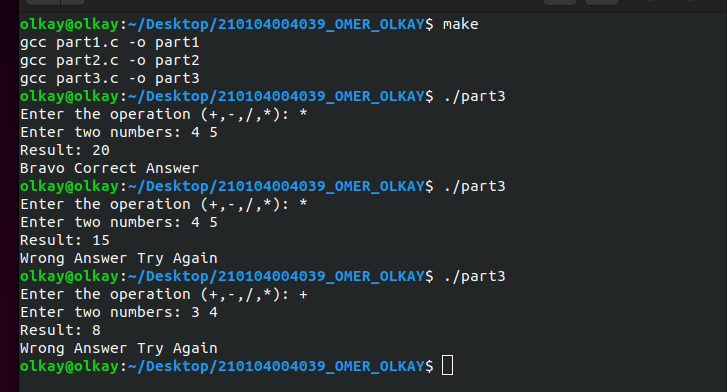 olkay@olkay:~/Desktop/210104004039_OMER_OLKAY$ make
gcc part1.c -o part1
gcc part2.c -o part2
gcc part3.c -o part3
olkay@olkay:~/Desktop/210104004039_OMER_OLKAY$ ./part3
Enter the operation (+,-,/,*): *
Enter two numbers: 4 5
Result: 20
Bravo Correct Answer
olkay@olkay:~/Desktop/210104004039_OMER_OLKAY$ ./part3
Enter the operation (+,-,/,*): *
Enter two numbers: 4 5
Result: 15
Wrong Answer Try Again
olkay@olkay:~/Desktop/210104004039_OMER_OLKAY$ ./part3
Enter the operation (+,-,/,*): +
Enter two numbers: 3 4
Result: 8
Wrong Answer Try Again
olkay@olkay:~/Desktop/210104004039_OMER_OLKAY$